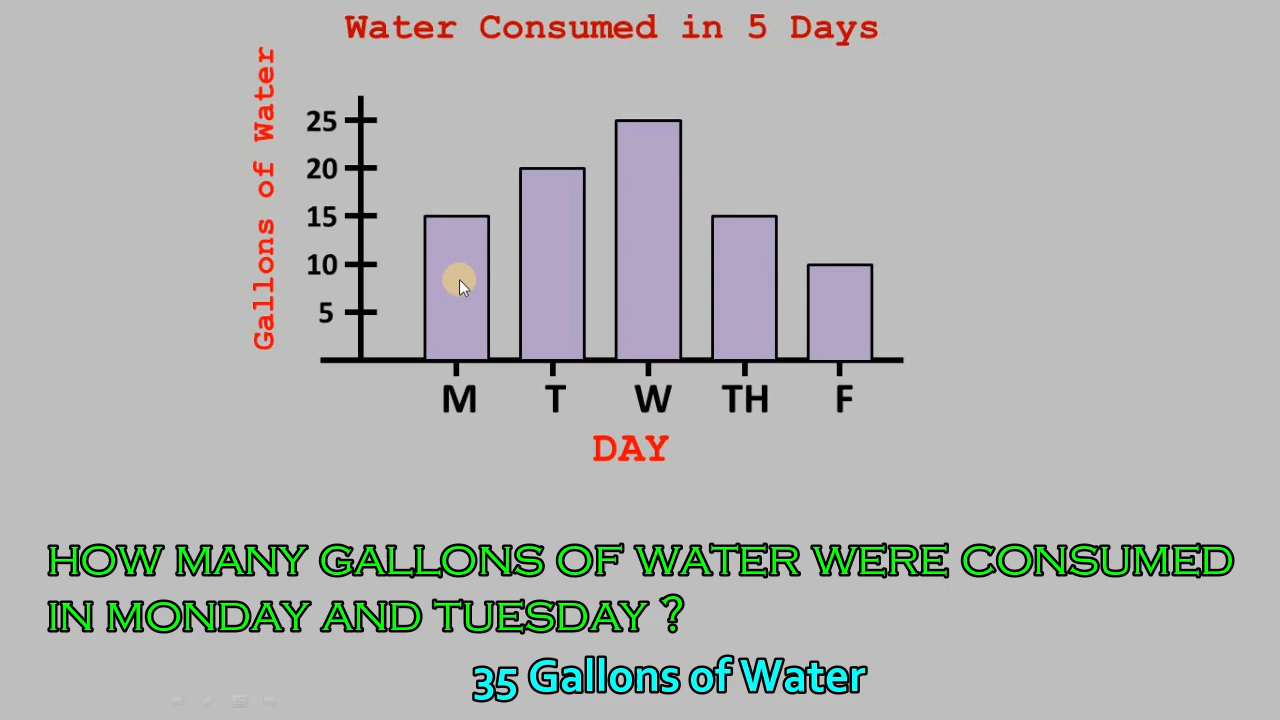 Water Consumed in 5 Days
Gallons of Water
25
20
15
10
5
M T W TH F
DAY
HOW MANY GALLONS OF WATER WERE CONSUMED
IN MONDAY AND TUESDAY ?
35 Gallons of Water